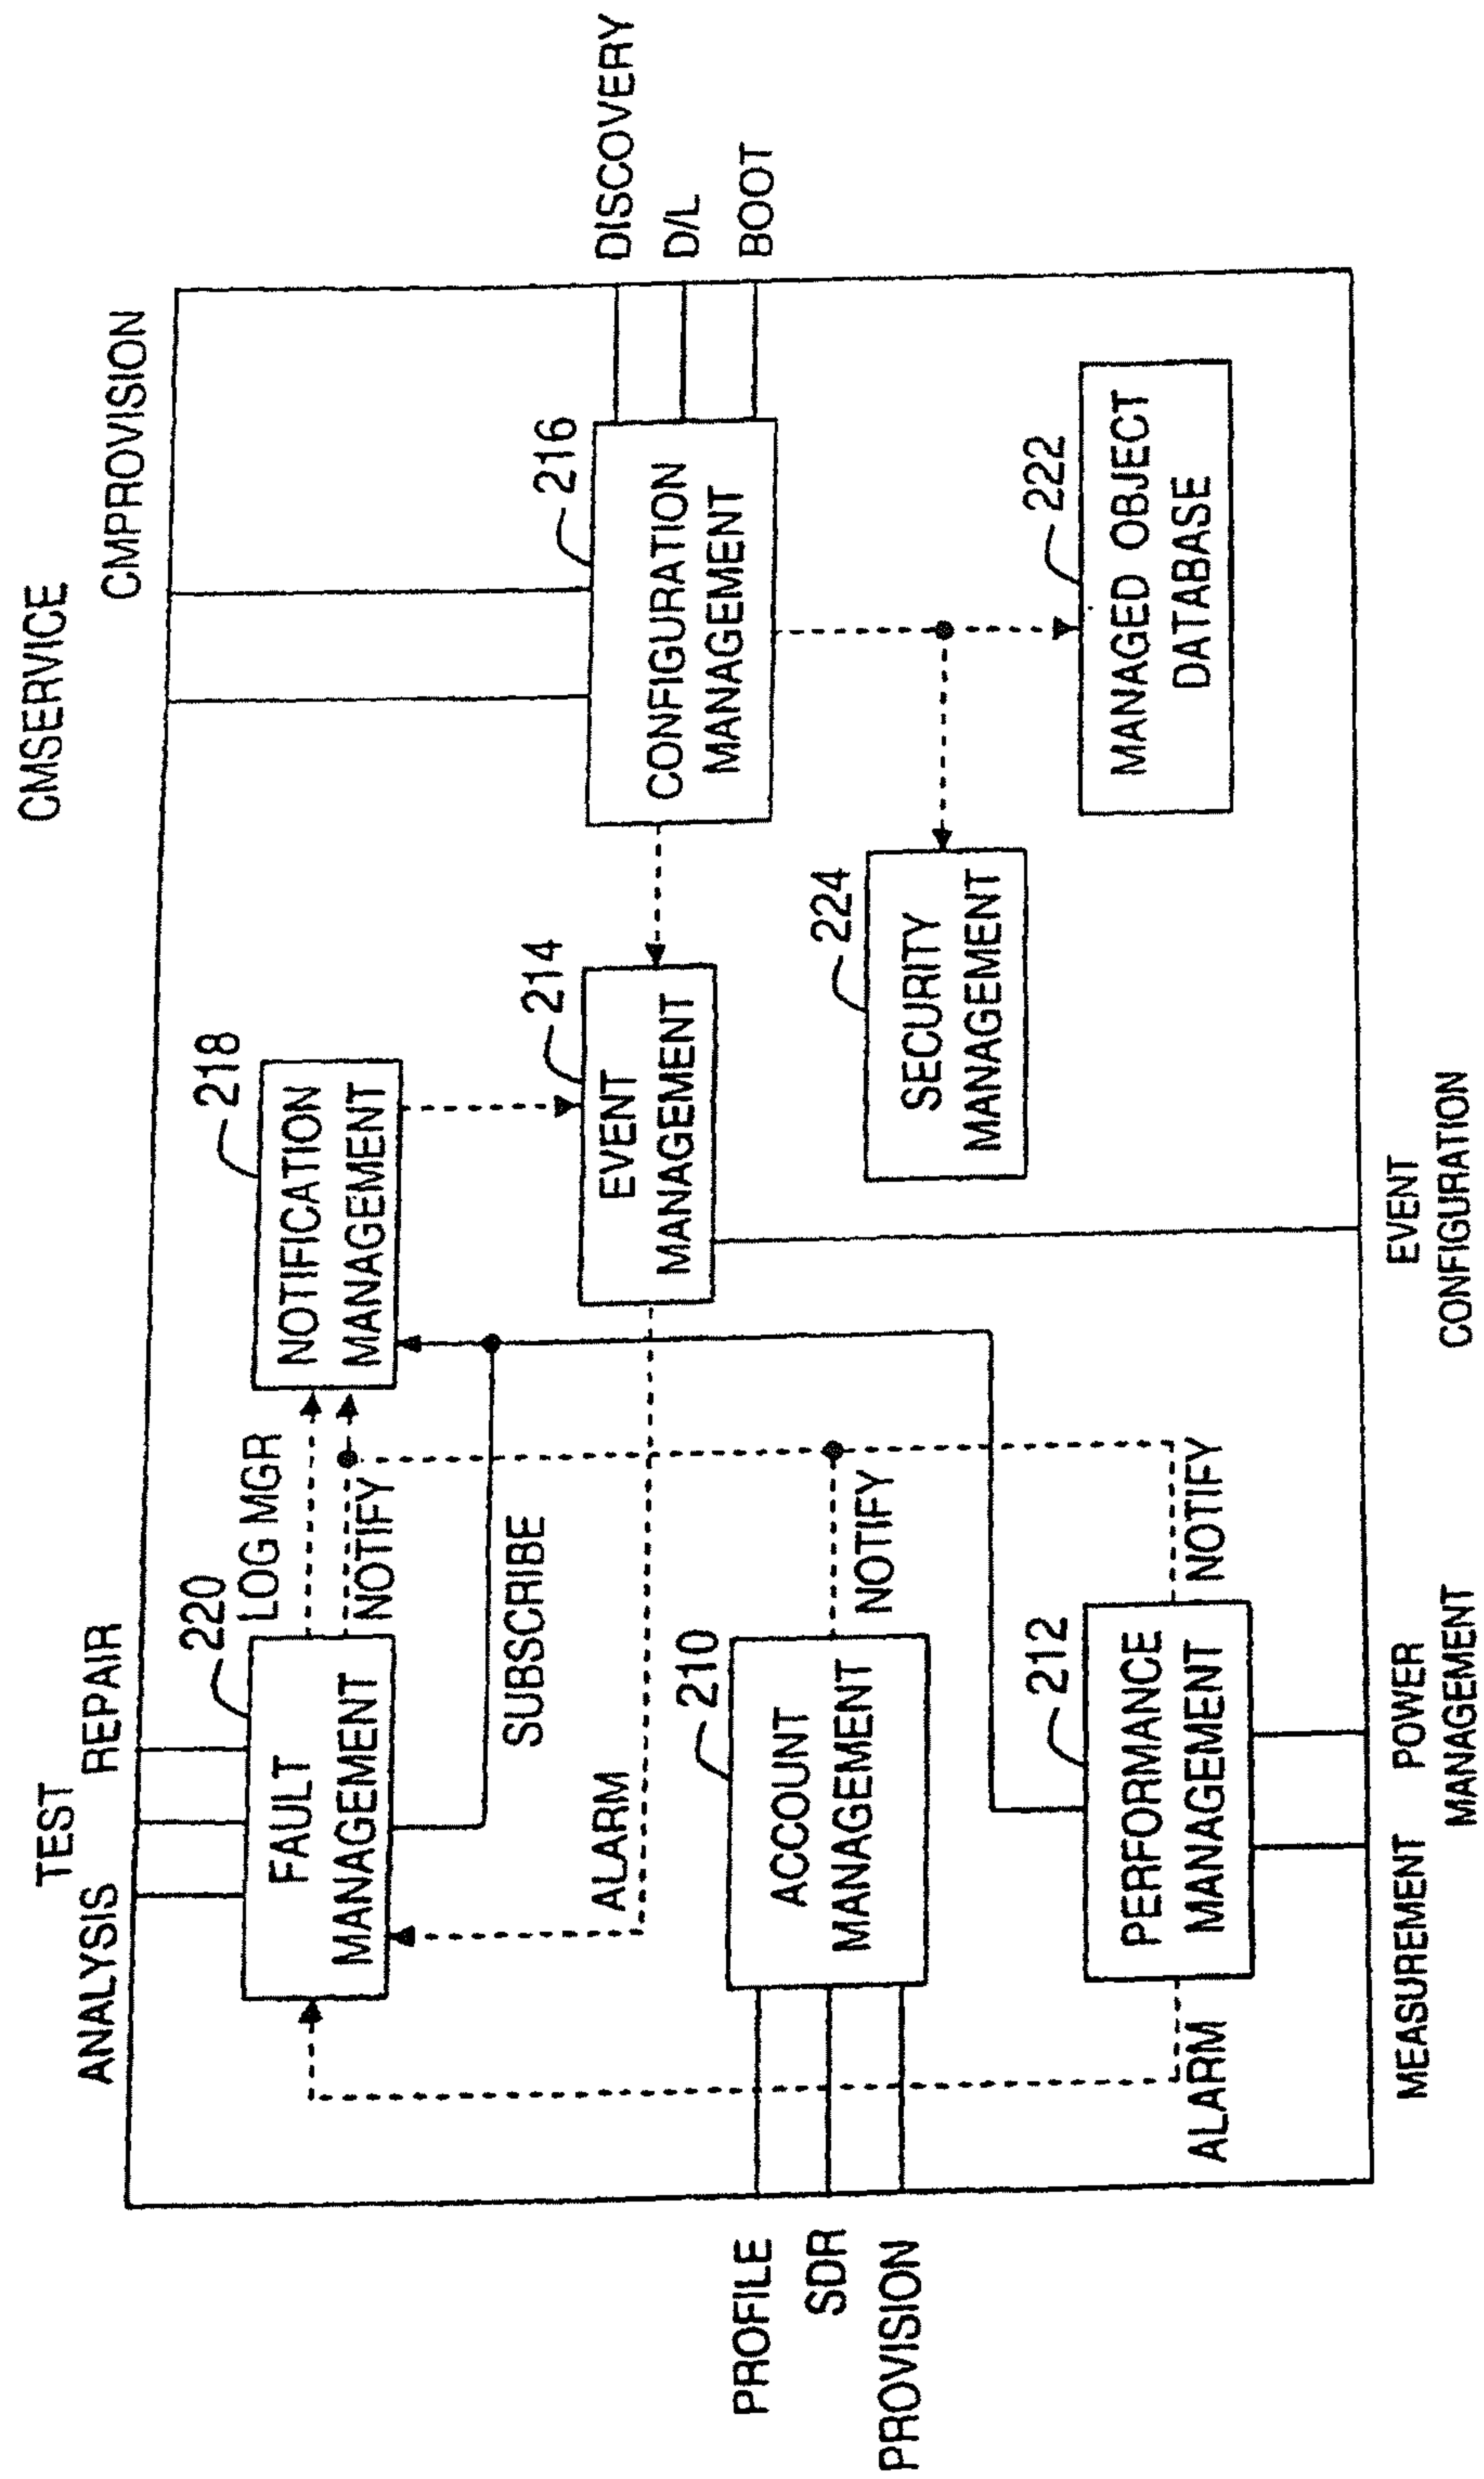 CMSERVICE
CMPROVISION
TEST
ANALYSIS
REPAIR
220
FAULT
MANAGEMENT
LOG MGR
NOTIFY
218
NOTIFICATION
MANAGEMENT
SUBSCRIBE
ALARM
214
EVENT
MANAGEMENT
216
CONFIGURATION
MANAGEMENT
DISCOVERY
D/L
BOOT
PROFILE
SDR
PROVISION
210
ACCOUNT
MANAGEMENT
NOTIFY
224
SECURITY
MANAGEMENT
222
MANAGED OBJECT
DATABASE
212
PERFORMANCE
MANAGEMENT
NOTIFY
ALARM
MEASUREMENT
POWER
MANAGEMENT
EVENT
CONFIGURATION